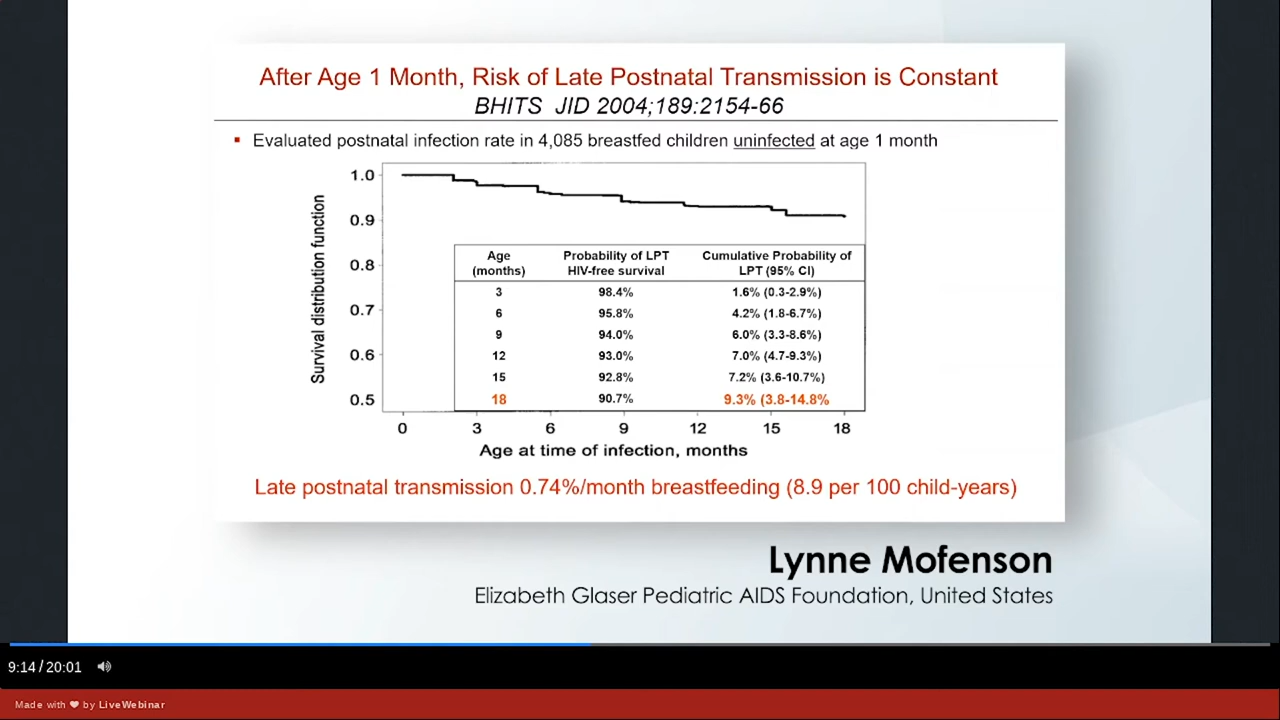 After Age 1 Month, Risk of Late Postnatal Transmission is Constant
BHITS JID 2004;189:2154-66
▪ Evaluated postnatal infection rate in 4,085 breastfed children uninfected at age 1 month
Survival distribution function
1.0
0.9
0.8
0.7
0.6
0.5
Age (months) Probability of LPT HIV-free survival Cumulative Probability of LPT (95% CI)
3 98.4% 1.6% (0.3-2.9%)
6 95.8% 4.2% (1.8-6.7%)
9 94.0% 6.0% (3.3-8.6%)
12 93.0% 7.0% (4.7-9.3%)
15 92.8% 7.2% (3.6-10.7%)
18 90.7% 9.3% (3.8-14.8%
0 3 6 9 12 15 18
Age at time of infection, months
Late postnatal transmission 0.74%/month breastfeeding (8.9 per 100 child-years)
Lynne Mofenson
Elizabeth Glaser Pediatric AIDS Foundation, United States
9:14 / 20:01
Made with ❤ by LiveWebinar